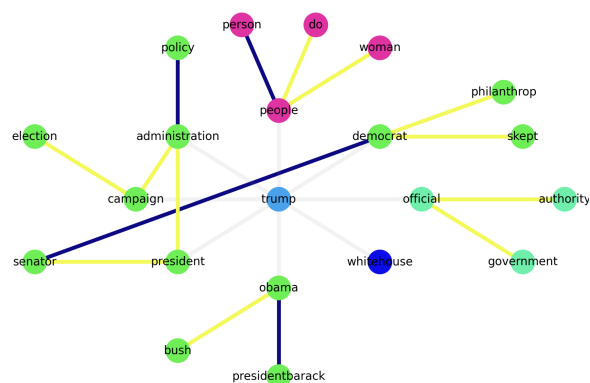 person
do
policy
woman
philanthrop
people
election
administration
democrat
skept
campaign
trump
official
authority
senator
president
whitehouse
government
obama
bush
presidentbarack